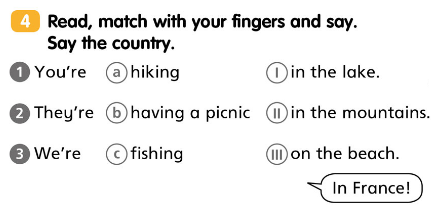 4 Read, match with your fingers and say.
Say the country.
1 You're a hiking I in the lake.
2 They're b having a picnic II in the mountains.
3 We're c fishing III on the beach.
In France!